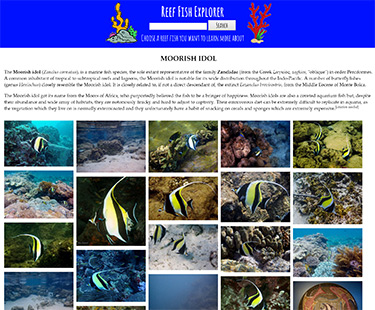 Reef Fish Explorer
Search
Choose a reef fish you want to learn more about
MOORISH IDOL
The Moorish idol (Zanclus cornutus), is a marine fish species, the sole extant representative of the family Zanclidae (from the Greek, 'oblique') in order Perciformes.
A common inhabitant of tropical to subtropical reefs and lagoons, the Moorish idol is notable for its wide distribution throughout the Indo-Pacific. A number of butterflyfishes
(genus Heniochus) closely resemble the Moorish idol. It is closely related to, if not a direct descendant of, the extinct from the Middle Eocene of Monte Bolca.
The Moorish idol got its name from the Moors of Africa, who purportedly believed the fish to be a bringer of happiness. Moorish idols are also a coveted aquarium fish but, despite
their abundance and wide array of habitats, they are notoriously finicky and hard to adjust to captivity. Their omnivorous diet can be extremely difficult to replicate in aquaria, as
the vegetation which they live on is normally exterminated and they unfortunately have a habit of snacking on corals and sponges which are extremely expensive.[citation needed]